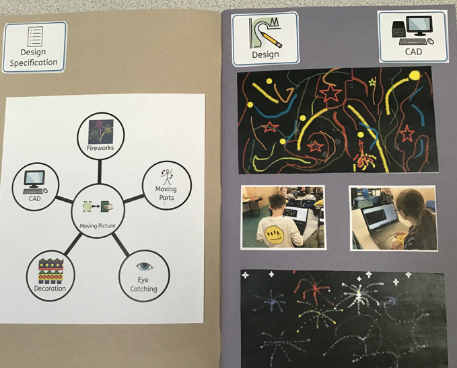 Design
Specification
Fireworks
CAD
Moving
Parts
Moving Picture
Decoration
Eye
Catching
Design
CAD